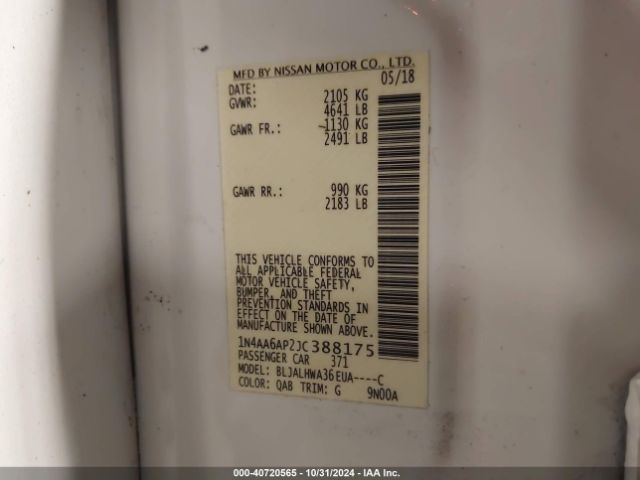 MFD BY NISSAN MOTOR CO., LTD.
DATE: 05/18
GVWR: 2105 KG
4641 LB
GAWR FR.: 1130 KG
2491 LB
GAWR RR.: 990 KG
2183 LB
THIS VEHICLE CONFORMS TO
ALL APPLICABLE FEDERAL
MOTOR VEHICLE SAFETY,
BUMPER, AND THEFT
PREVENTION STANDARDS IN
EFFECT ON THE DATE OF
MANUFACTURE SHOWN ABOVE.
1N4AA6AP2JC388175
PASSENGER CAR 371
MODEL: BLJALHWA36EUA----C
COLOR: QAB TRIM: G 9N00A
000-40720565 - 10/31/2024 - IAA Inc.